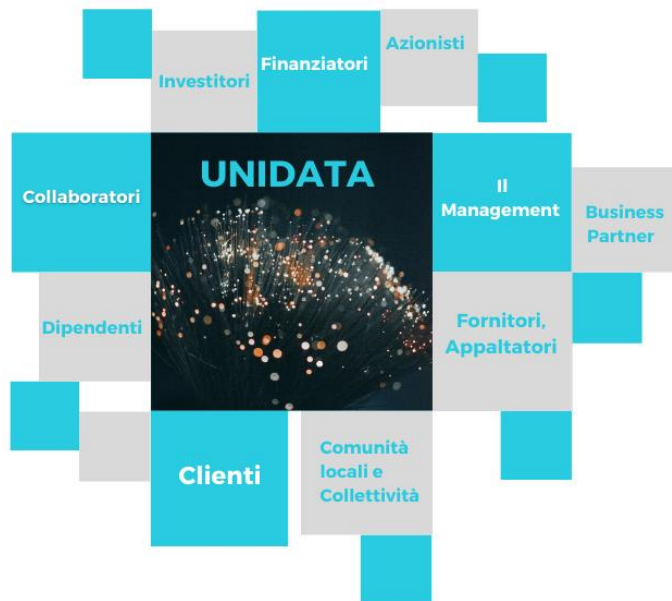 Azionisti
Finanziatori
Investitori
UNIDATA
Collaboratori
Il
Management
Business
Partner
Dipendenti
Fornitori,
Appaltatori
Clienti
Comunità
locali e
Collettività